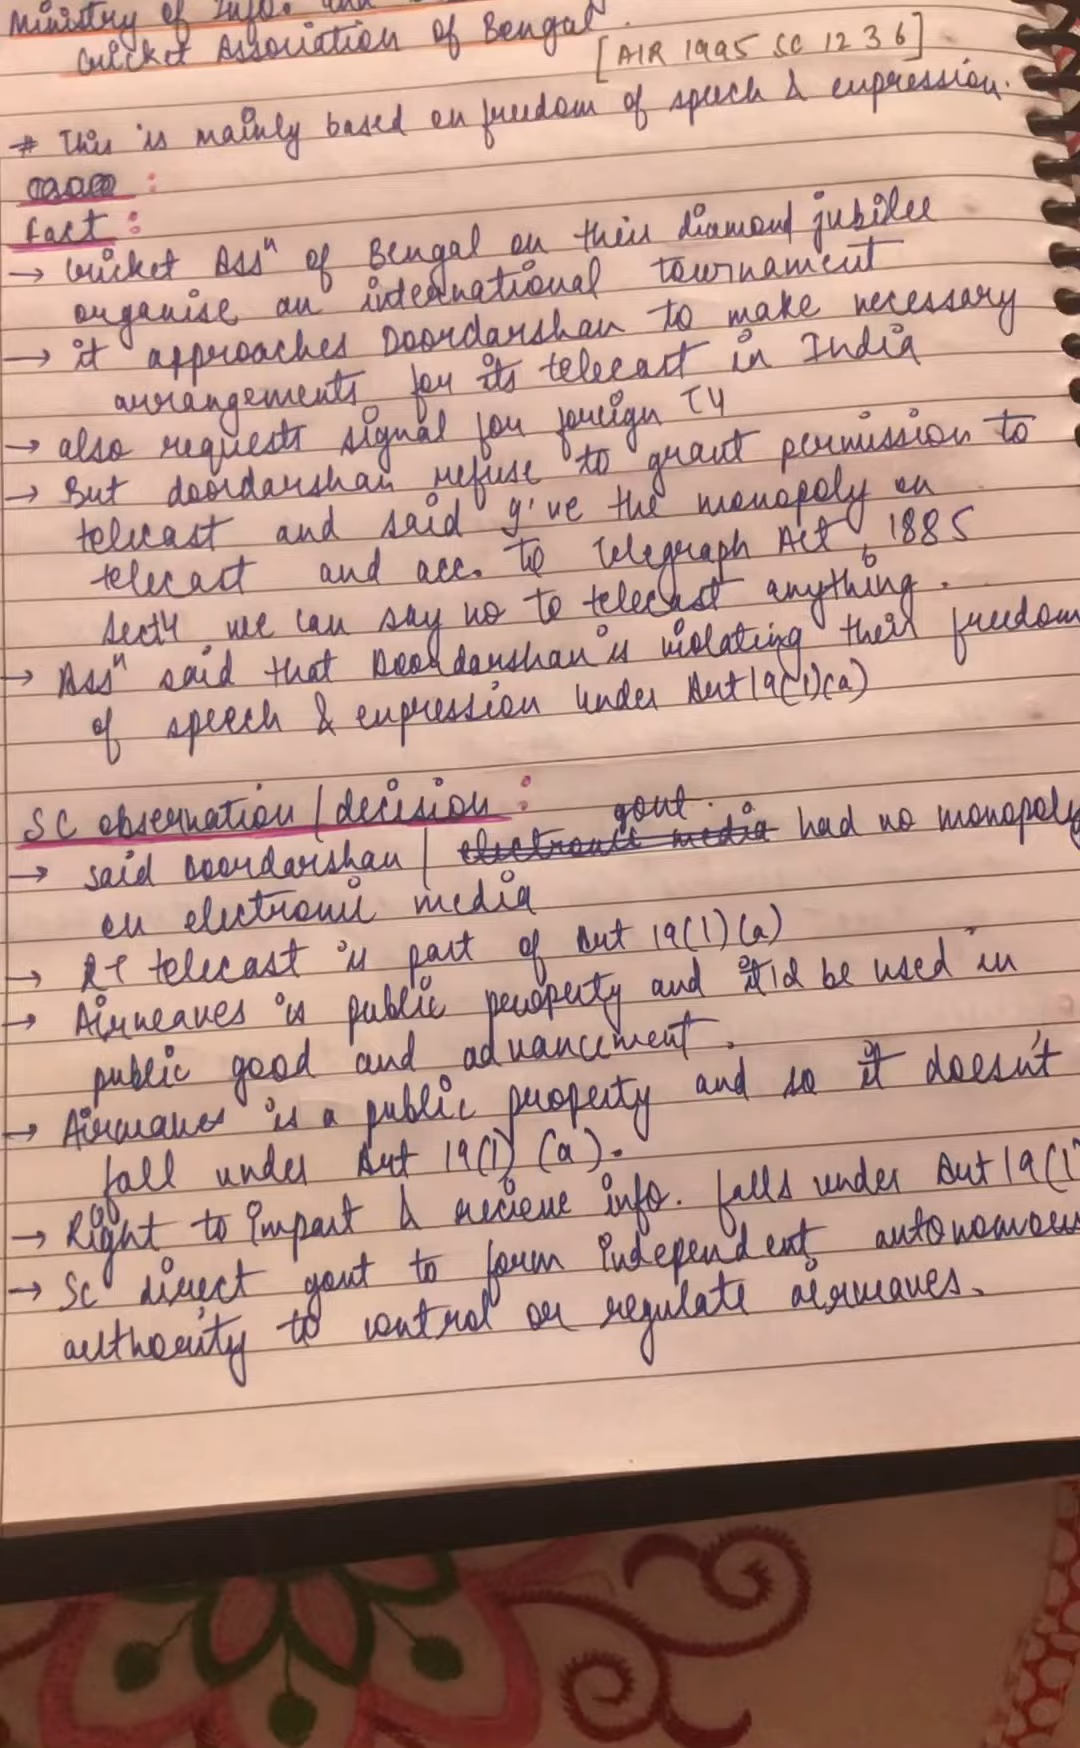 Ministry of Info. and
Cricket Association of Bengal.
[AIR 1995 SC 1236]
# This is mainly based on freedom of speech & expression.
:
Fact :
→ Cricket Assn of Bengal on their diamond jubilee
organise an international tournament
→ it approaches Doordarshan to make necessary
arrangements for its telecast in India
→ also requests signal for foreign TV
→ But doordarshan refuse to grant permission to
telecast and said g've the monopoly on
telecast and acc. to Telegraph Act, 1885
Sect4 we can say no to telecast anything.
→ Assn said that Doordarshan is violating their freedom
of speech & expression under Art 19(1)(a)
SC observation / decision :
→ said Doordarshan / govt. had no monopoly
on electronic media
→ Rt telecast is part of Art 19(1)(a)
→ Airwaves is public property and be used in
public good and advancement.
→ Airwaves is a public property and so it doesn't
fall under Art 19(1)(a).
→ Right to impart & recieve info. falls under Art 19(1)
→ SC direct govt to form independent autonomous
authority to control or regulate airwaves.